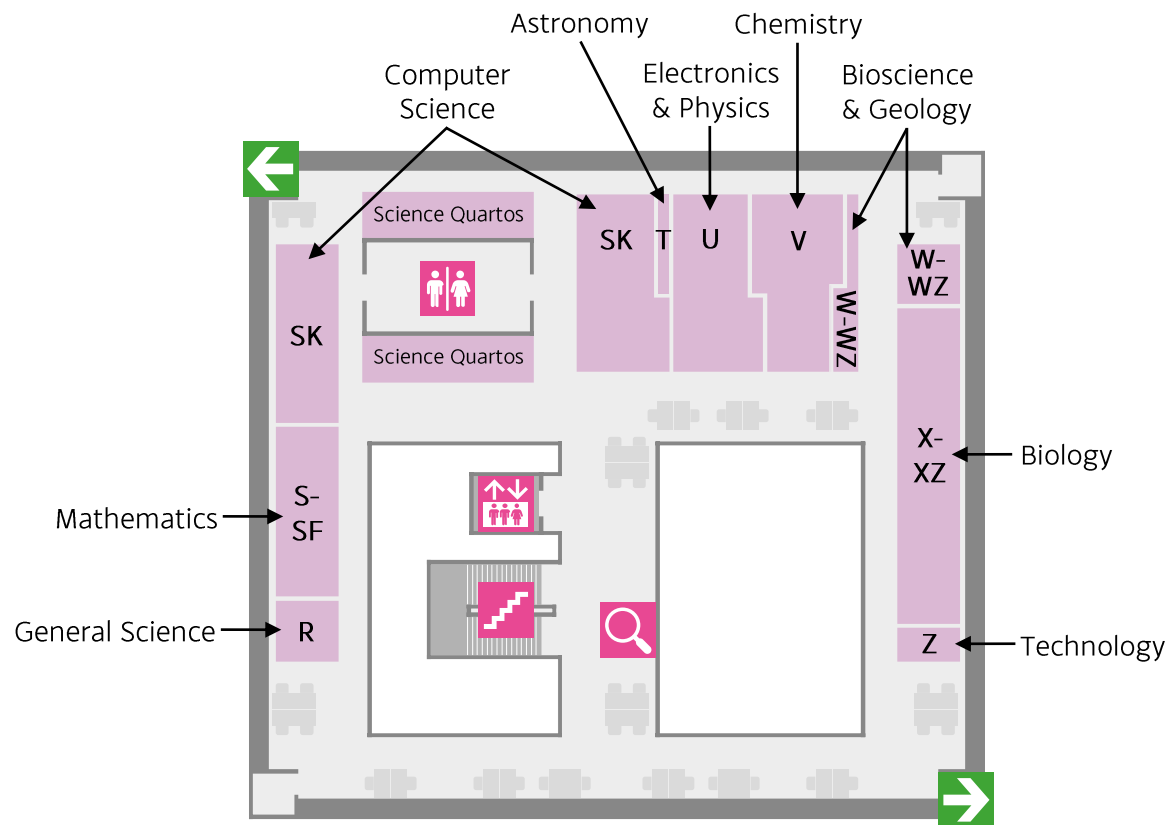 Astronomy
Chemistry
Computer
Science
Electronics
& Physics
Bioscience
& Geology
Science Quartos
SK
T
U
V
W-
WZ
W-WZ
SK
Science Quartos
X-
XZ
Biology
S-
SF
Mathematics
R
General Science
Z
Technology